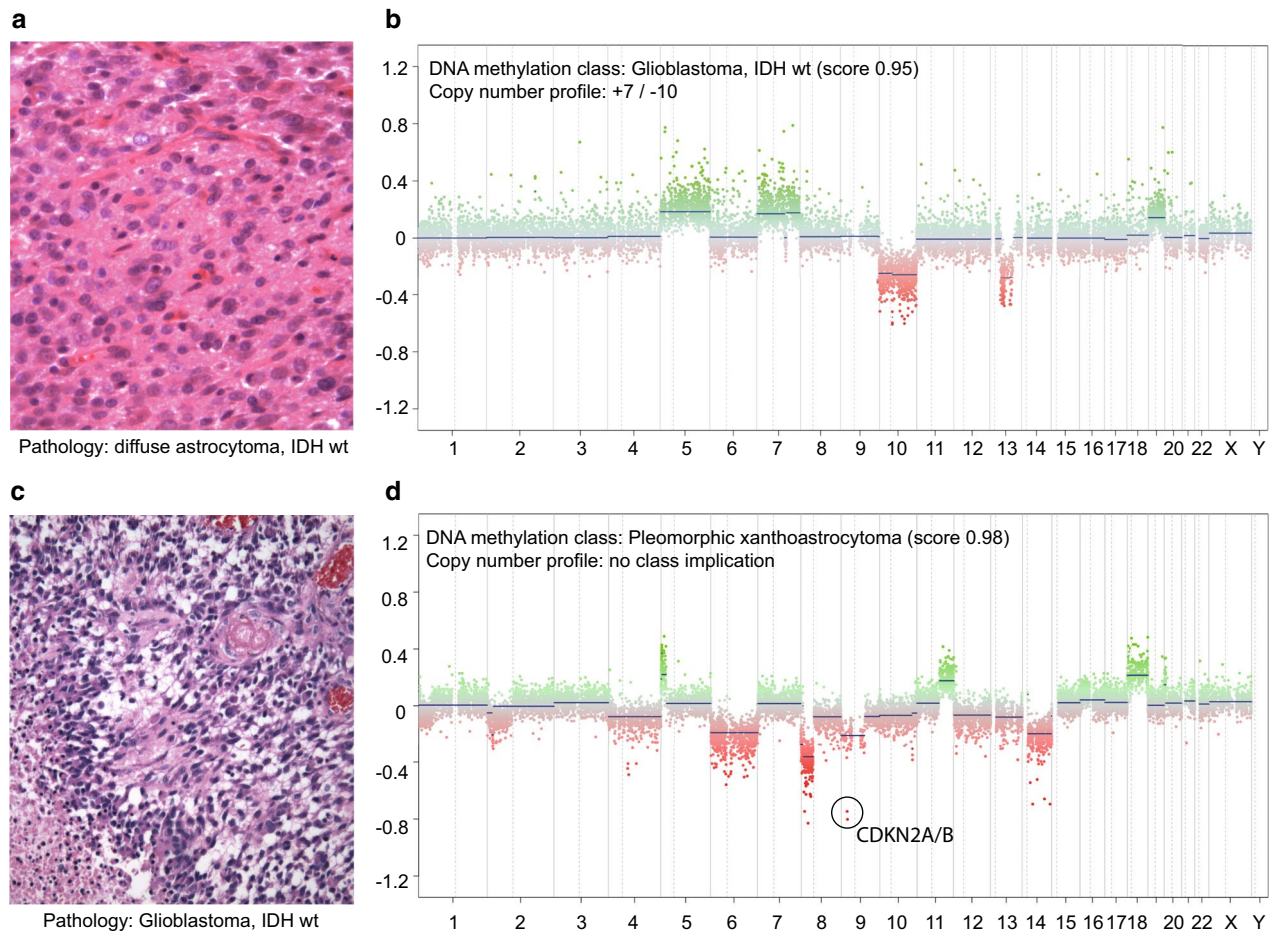 a
Pathology: diffuse astrocytoma, IDH wt
b
DNA methylation class: Glioblastoma, IDH wt (score 0.95)
Copy number profile: +7 / -10
1.2
0.8
0.4
0
-0.4
-0.8
-1.2
1 2 3 4 5 6 7 8 9 10 11 12 13 14 15 16 17 18 20 22 X Y
c
Pathology: Glioblastoma, IDH wt
d
DNA methylation class: Pleomorphic xanthoastrocytoma (score 0.98)
Copy number profile: no class implication
1.2
0.8
0.4
0
-0.4
-0.8
-1.2
CDKN2A/B
1 2 3 4 5 6 7 8 9 10 11 12 13 14 15 16 17 18 20 22 X Y